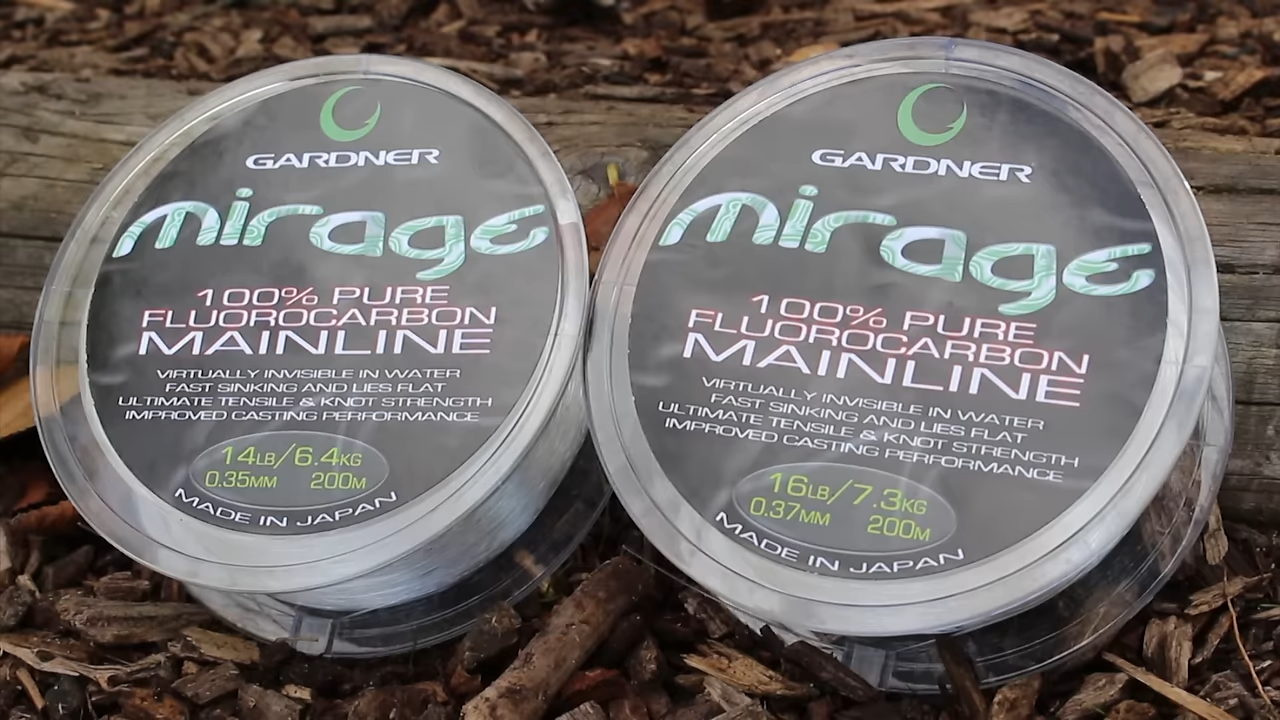 GARDNER
mirage
100% PURE
FLUOROCARBON
MAINLINE
VIRTUALLY INVISIBLE IN WATER
FAST SINKING AND LIES FLAT
ULTIMATE TENSILE & KNOT STRENGTH
IMPROVED CASTING PERFORMANCE
14LB/6.4KG
0.35MM 200M
MADE IN JAPAN
GARDNER
mirage
100% PURE
FLUOROCARBON
MAINLINE
VIRTUALLY INVISIBLE IN WATER
FAST SINKING AND LIES FLAT
ULTIMATE TENSILE & KNOT STRENGTH
IMPROVED CASTING PERFORMANCE
16LB/7.3KG
0.37MM 200M
MADE IN JAPAN